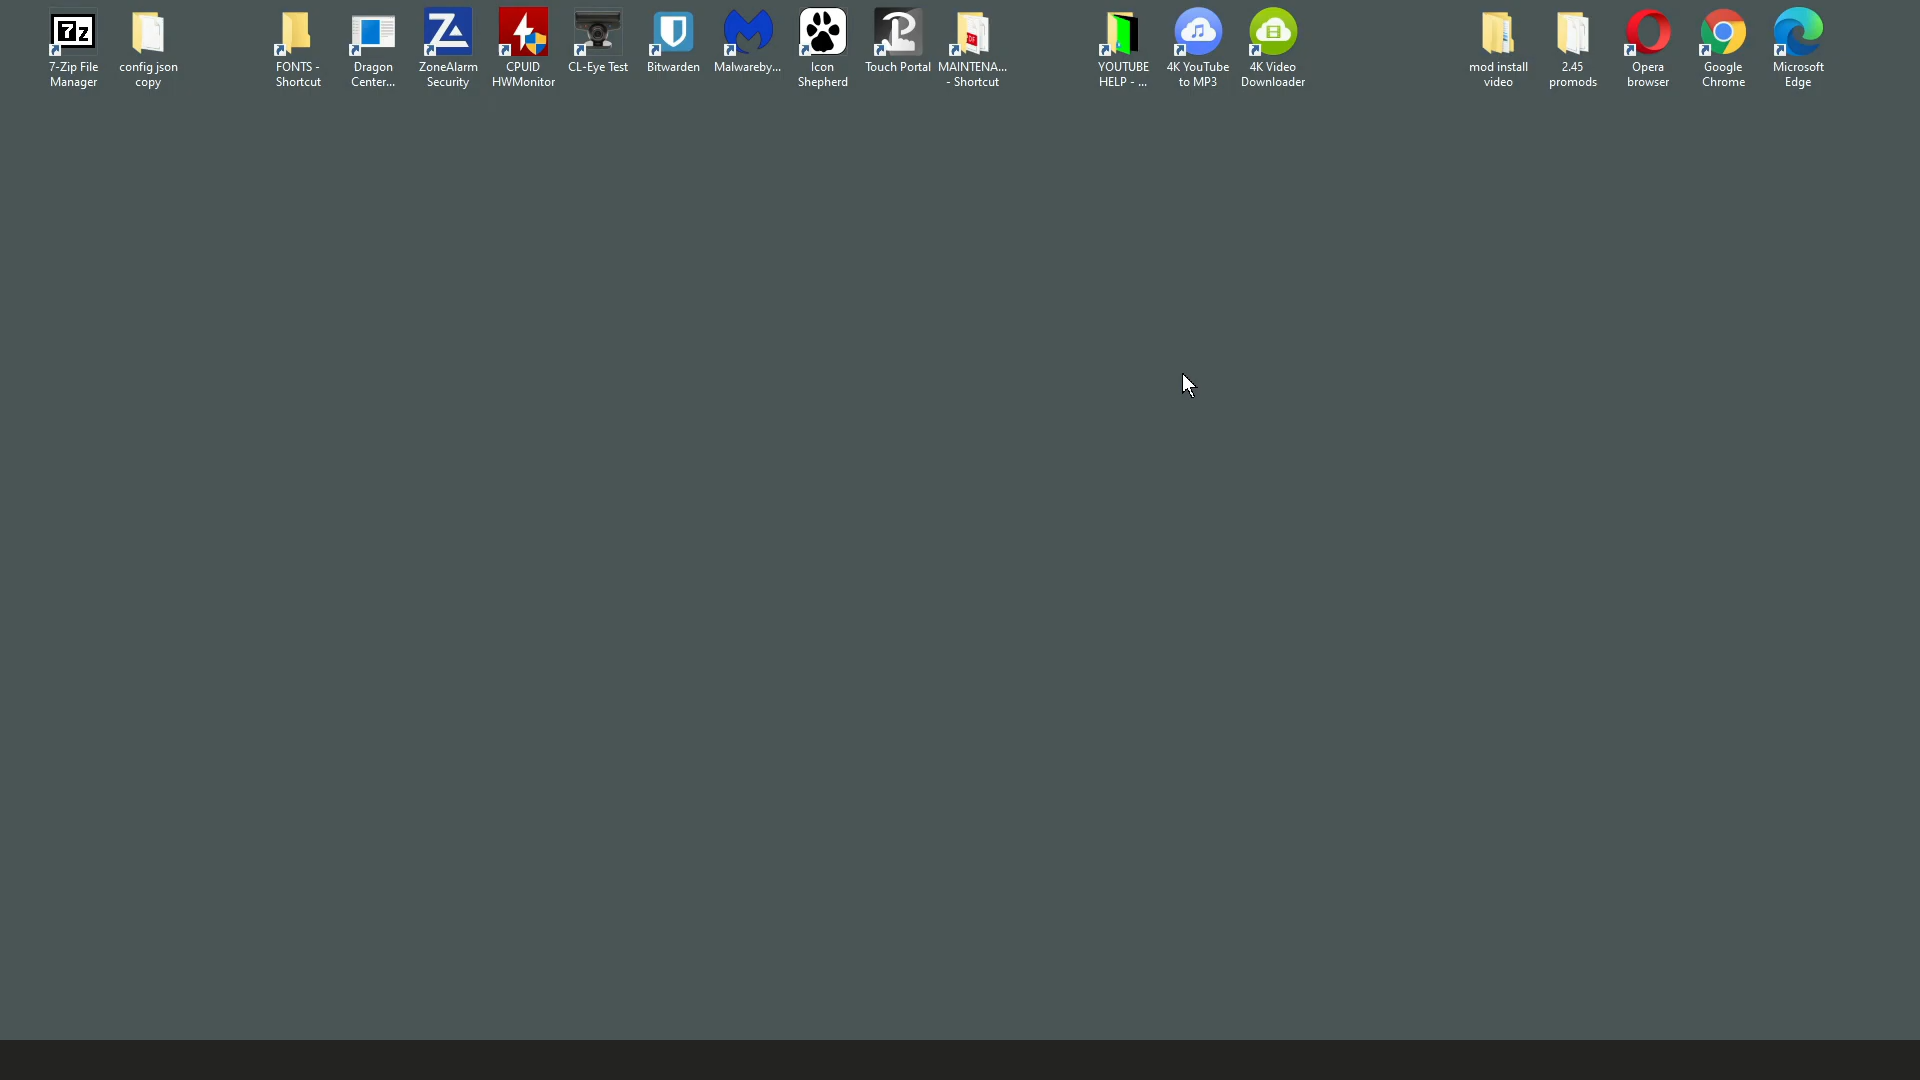 7-Zip File
Manager
config json
copy
FONTS -
Shortcut
Dragon
Center...
ZoneAlarm
Security
CPUID
HWMonitor
CL-Eye Test
Bitwarden
Malwareby...
Icon
Shepherd
Touch Portal
MAINTENA...
- Shortcut
YOUTUBE
HELP - ...
4K YouTube
to MP3
4K Video
Downloader
mod install
video
2.45
promods
Opera
browser
Google
Chrome
Microsoft
Edge